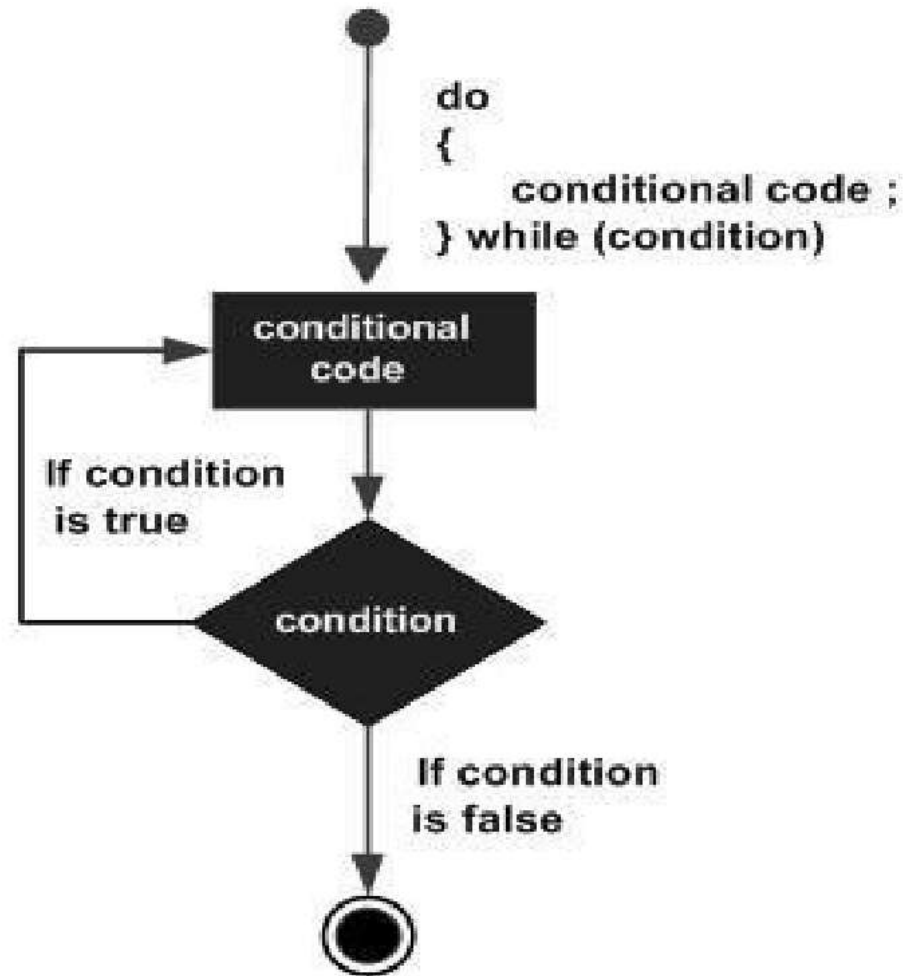 do
{
conditional code ;
} while (condition)
conditional
code
If condition
is true
condition
If condition
is false